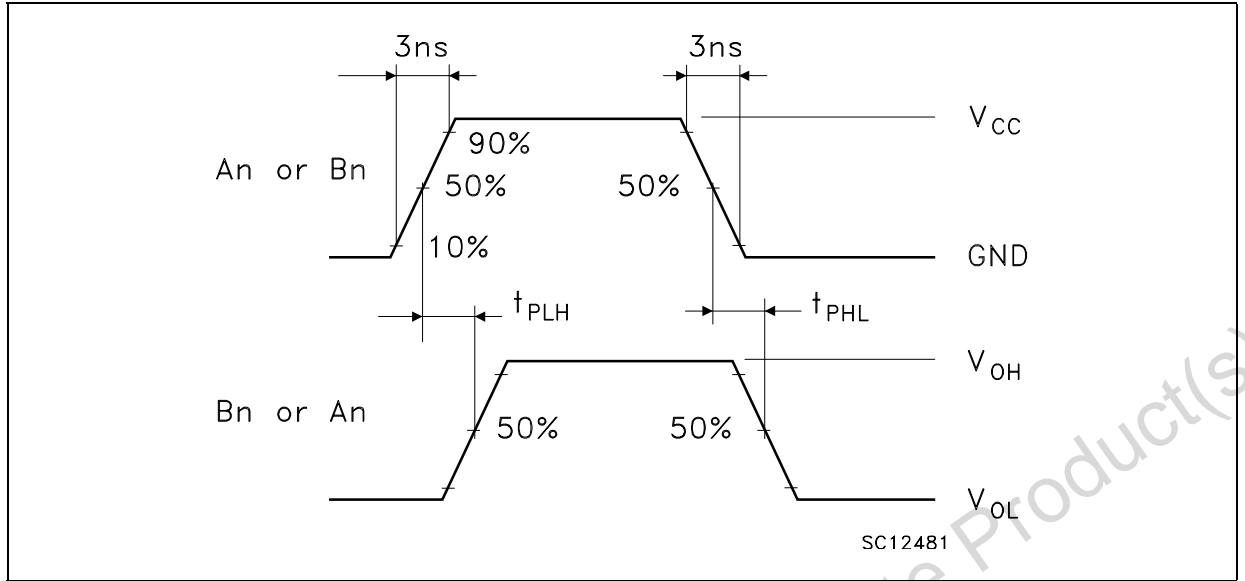 3ns 3ns
V_CC
90%
An or Bn
50% 50%
10%
GND
t_PLH t_PHL
V_OH
Bn or An
50% 50%
V_OL
SC12481
Product(s)